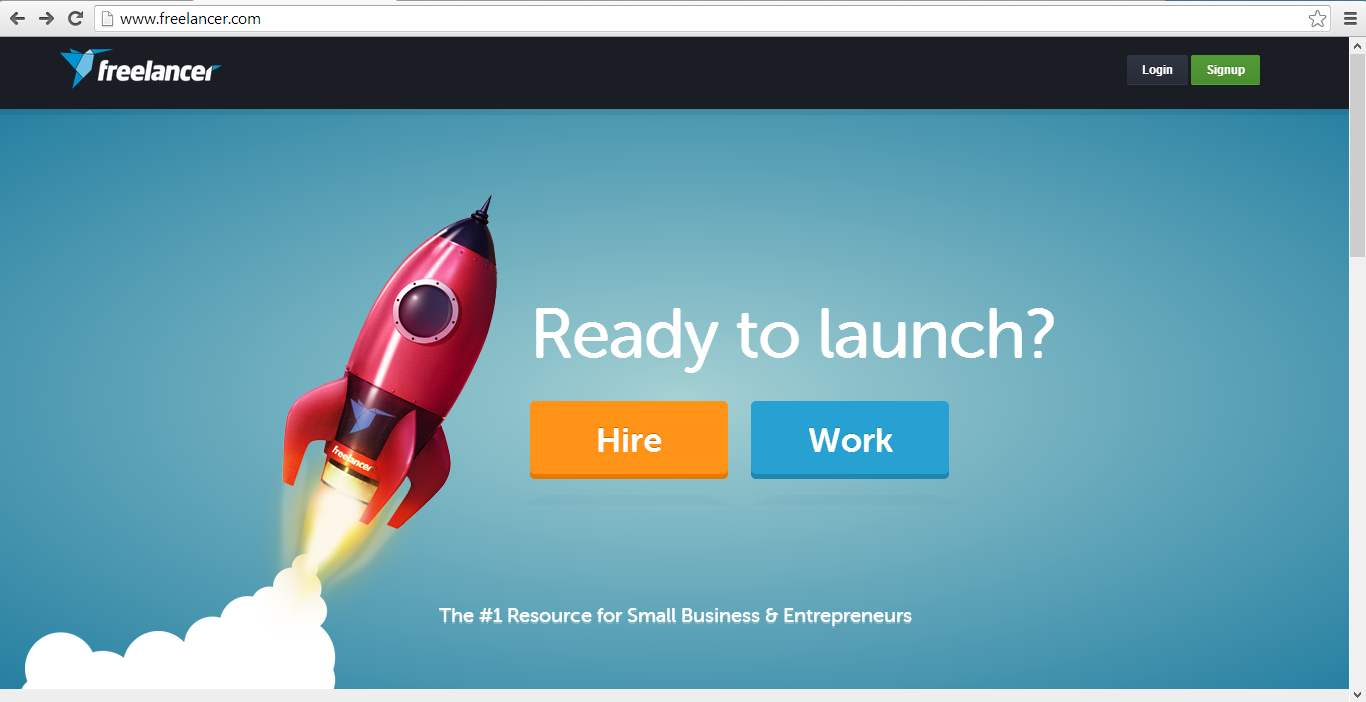 www.freelancer.com
freelancer
Login
Signup
Ready to launch?
Hire
Work
freelancer
The #1 Resource for Small Business & Entrepreneurs